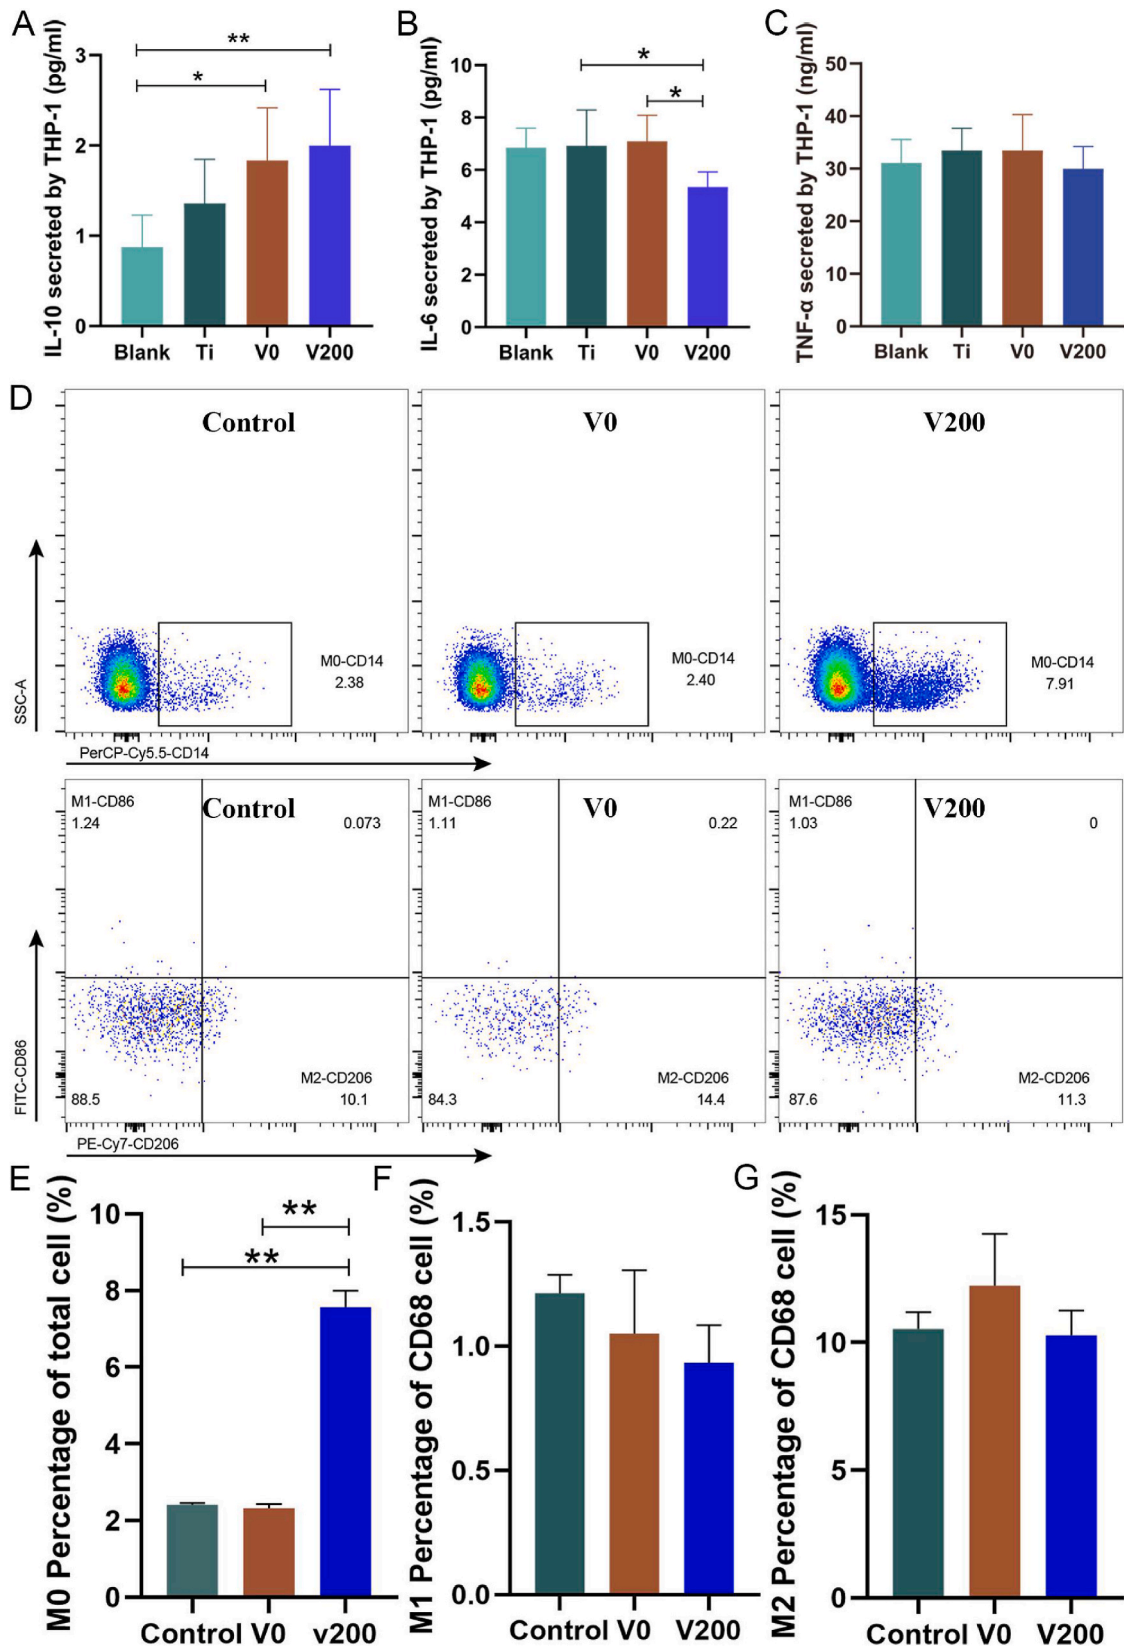 A
IL-10 secreted by THP-1 (pg/ml)
3
2
1
0
**
*
Blank Ti V0 V200
B
IL-6 secreted by THP-1 (pg/ml)
10
8
6
4
2
0
*
*
Blank Ti V0 V200
C
TNF-α secreted by THP-1 (ng/ml)
50
40
30
20
10
0
Blank Ti V0 V200
D
SSC-A
Control
M0-CD14
2.38
V0
M0-CD14
2.40
V200
M0-CD14
7.91
PerCP-Cy5.5-CD14
FITC-CD86
M1-CD86
Control
1.24
0.073
M2-CD206
88.5
10.1
M1-CD86
V0
1.11
0.22
M2-CD206
84.3
14.4
M1-CD86
V200
1.03
0
M2-CD206
87.6
11.3
PE-Cy7-CD206
E
M0 Percentage of total cell (%)
10
8
6
4
2
0
**
**
Control V0 v200
F
M1 Percentage of CD68 cell (%)
1.5
1.0
0.5
0.0
Control V0 V200
G
M2 Percentage of CD68 cell (%)
15
10
5
0
Control V0 V200